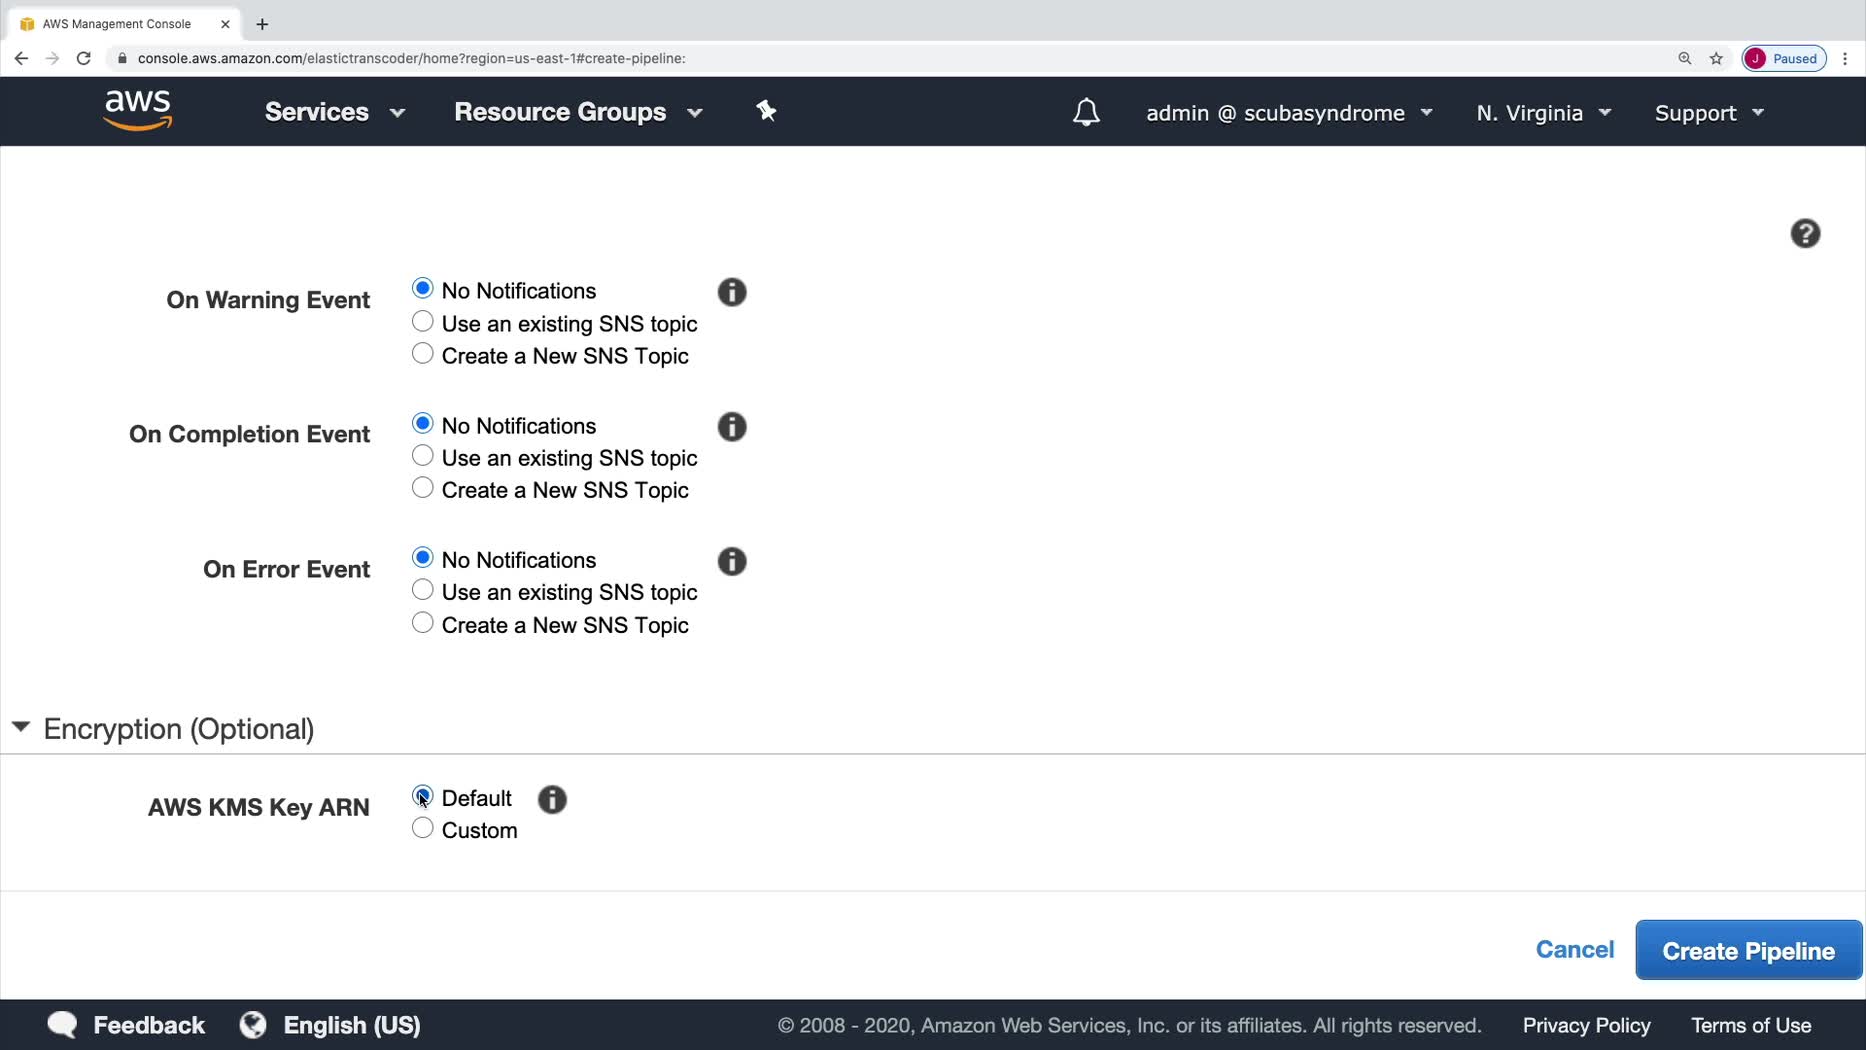 AWS Management Console
console.aws.amazon.com/elastictranscoder/home?region=us-east-1#create-pipeline:
J Paused
aws Services Resource Groups admin @ scubasyndrome N. Virginia Support
?
On Warning Event
No Notifications
Use an existing SNS topic
Create a New SNS Topic
On Completion Event
No Notifications
Use an existing SNS topic
Create a New SNS Topic
On Error Event
No Notifications
Use an existing SNS topic
Create a New SNS Topic
Encryption (Optional)
AWS KMS Key ARN
Default
Custom
Cancel Create Pipeline
Feedback English (US) © 2008 - 2020, Amazon Web Services, Inc. or its affiliates. All rights reserved. Privacy Policy Terms of Use